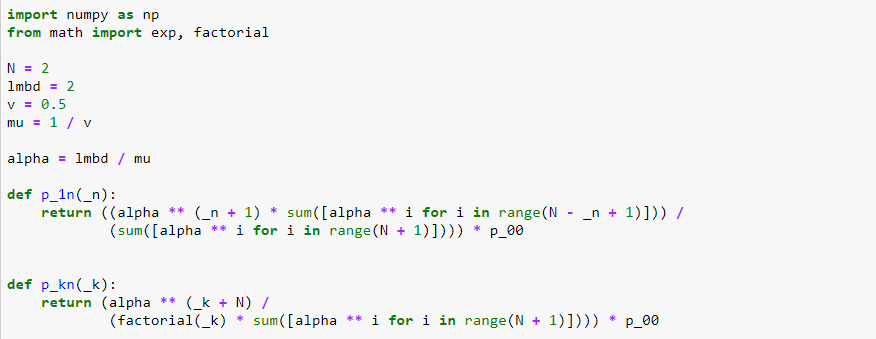 import numpy as np
from math import exp, factorial
N = 2
lmbd = 2
v = 0.5
mu = 1 / v
alpha = lmbd / mu
def p_1n(_n):
    return ((alpha ** (_n + 1) * sum([alpha ** i for i in range(N - _n + 1)])) /
            (sum([alpha ** i for i in range(N + 1)]))) * p_00
def p_kn(_k):
    return (alpha ** (_k + N) /
            (factorial(_k) * sum([alpha ** i for i in range(N + 1)]))) * p_00